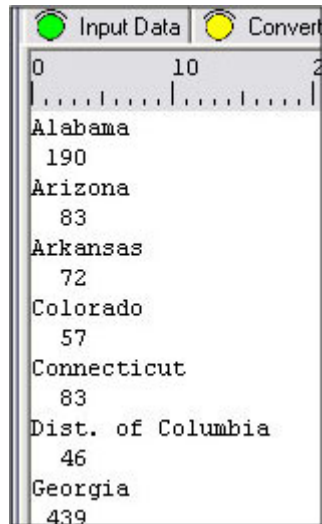 Input Data Convert
0 10 2
Alabama
190
Arizona
83
Arkansas
72
Colorado
57
Connecticut
83
Dist. of Columbia
46
Georgia
439